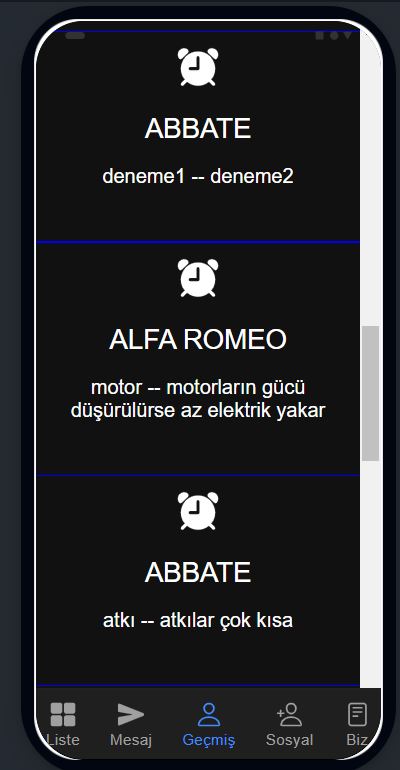 ABBATE
deneme1 -- deneme2
ALFA ROMEO
motor -- motorların gücü
düşürülürse az elektrik yakar
ABBATE
atkı -- atkılar çok kısa
Liste Mesaj Geçmiş Sosyal Biz